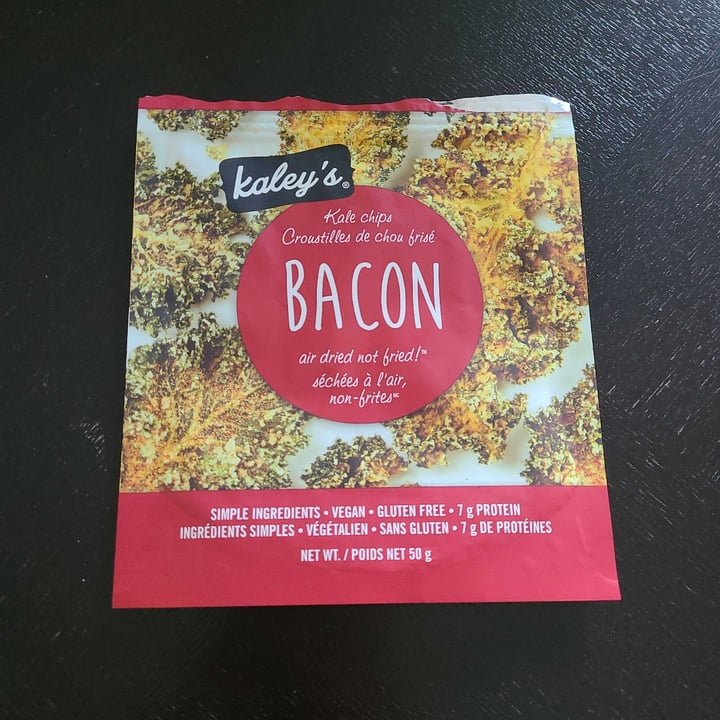 kaley's®
Kale chips
Croustilles de chou frisé
BACON
air dried not fried!™
séchées à l'air,
non-frites MC
SIMPLE INGREDIENTS • VEGAN • GLUTEN FREE • 7 g PROTEIN
INGRÉDIENTS SIMPLES • VÉGÉTALIEN • SANS GLUTEN • 7 g DE PROTÉINES
NET WT. / POIDS NET 50 g